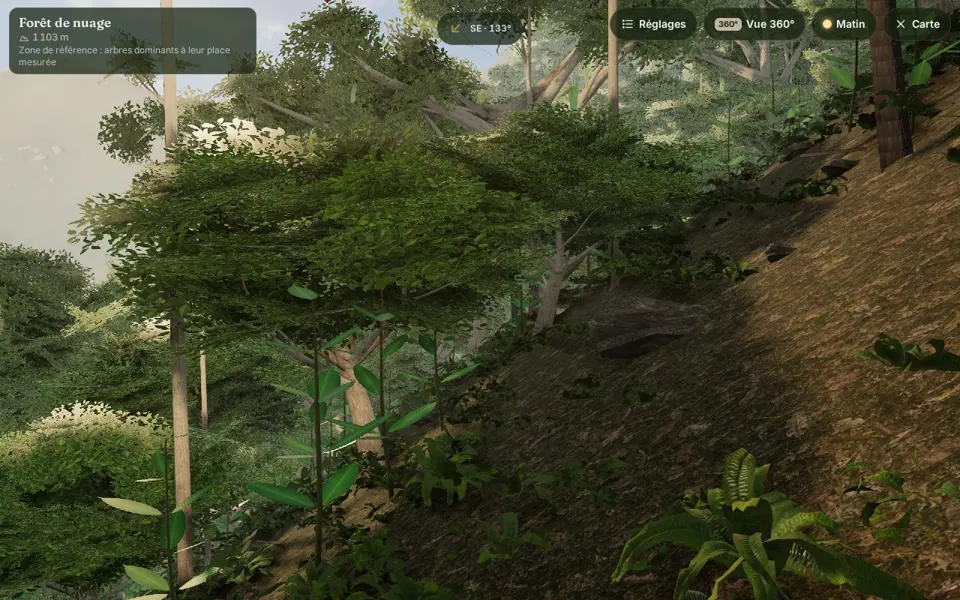 Forêt de nuage
1 103 m
Zone de référence : arbres dominants à leur place
mesurée
SE · 133°
Réglages
360° Vue 360°
Matin
Carte